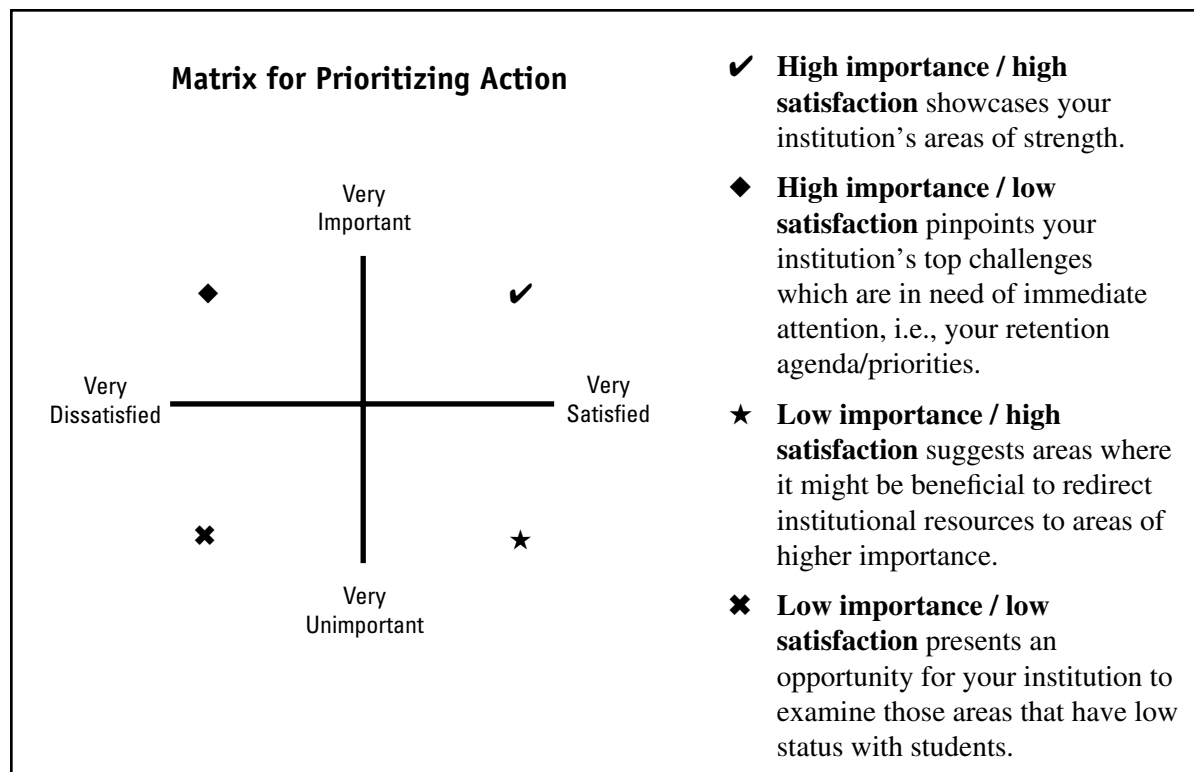 Matrix for Prioritizing Action
Very
Important
Very
Dissatisfied
Very
Satisfied
Very
Unimportant
✔ High importance / high
satisfaction showcases your
institution’s areas of strength.
◆ High importance / low
satisfaction pinpoints your
institution’s top challenges
which are in need of immediate
attention, i.e., your retention
agenda/priorities.
★ Low importance / high
satisfaction suggests areas where
it might be beneficial to redirect
institutional resources to areas of
higher importance.
✖ Low importance / low
satisfaction presents an
opportunity for your institution to
examine those areas that have low
status with students.